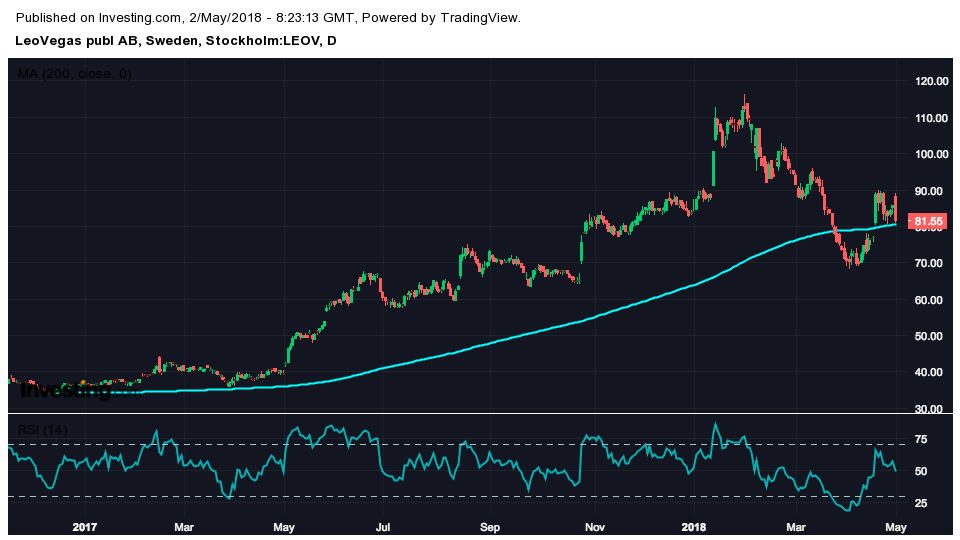 Published on Investing.com, 2/May/2018 - 8:23:13 GMT, Powered by TradingView.
LeoVegas publ AB, Sweden, Stockholm:LEOV, D
MA (200, close, 0)
120.00
110.00
100.00
90.00
81.55
80.00
70.00
60.00
50.00
40.00
Investing.com
30.00
RSI (14)
75
50
25
2017 Mar May Jul Sep Nov 2018 Mar May